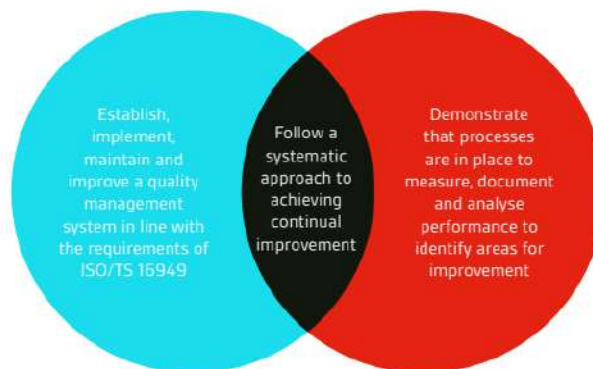 Establish,
implement,
maintain and
improve a quality
management
system in line with
the requirements of
ISO/TS 16949
Follow a
systematic
approach to
achieving
continual
improvement
Demonstrate
that processes
are in place to
measure, document
and analyse
performance to
identify areas for
improvement